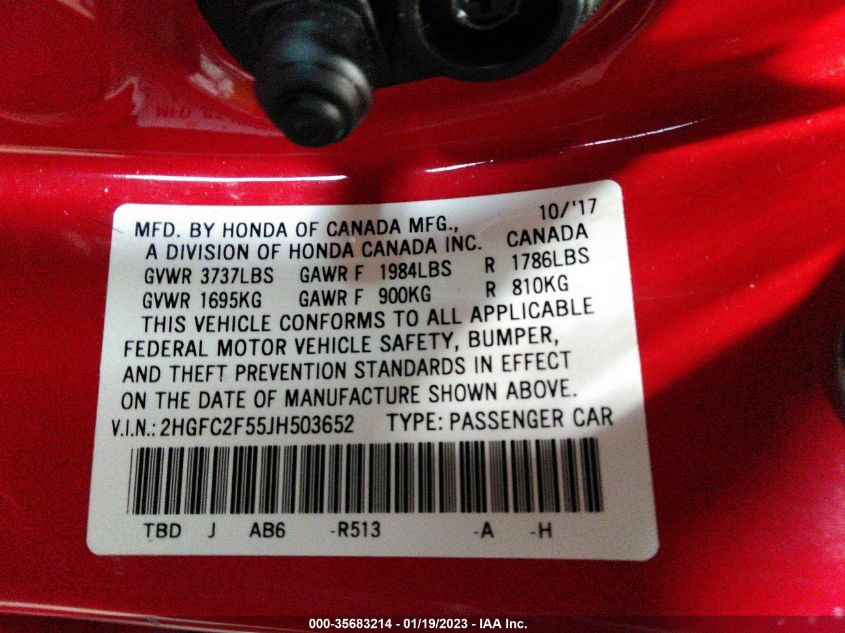 10/'17
MFD. BY HONDA OF CANADA MFG.,
A DIVISION OF HONDA CANADA INC. CANADA
GVWR 3737LBS GAWR F 1984LBS R 1786LBS
GVWR 1695KG GAWR F 900KG R 810KG
THIS VEHICLE CONFORMS TO ALL APPLICABLE
FEDERAL MOTOR VEHICLE SAFETY, BUMPER,
AND THEFT PREVENTION STANDARDS IN EFFECT
ON THE DATE OF MANUFACTURE SHOWN ABOVE.
V.I.N.: 2HGFC2F55JH503652 TYPE: PASSENGER CAR
TBD J AB6 -R513 -A -H
000-35683214 - 01/19/2023 - IAA Inc.